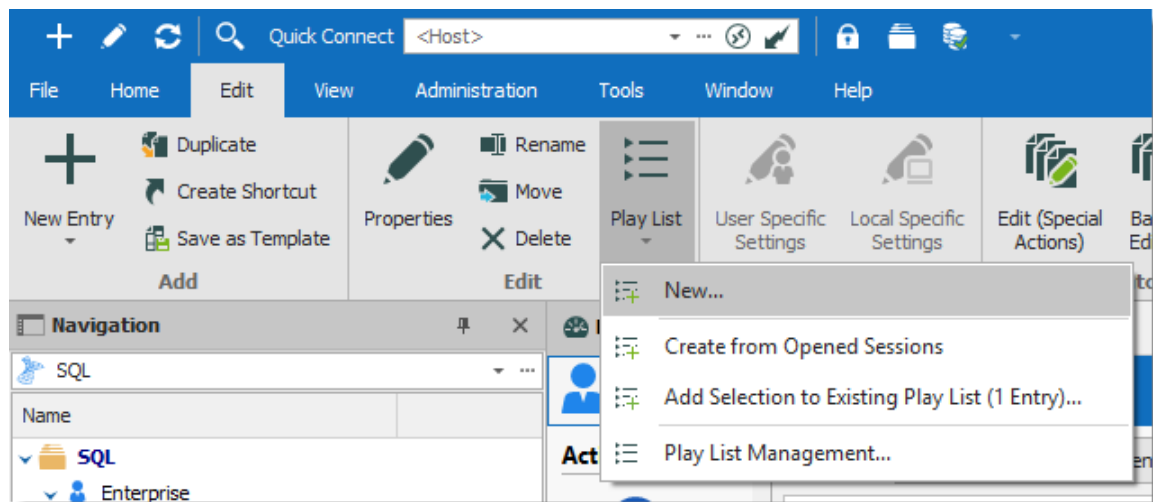 Quick Connect <Host>
File Home Edit View Administration Tools Window Help
New Entry
Duplicate
Create Shortcut
Save as Template
Add
Properties
Rename
Move
Delete
Edit
Play List
User Specific
Settings
Local Specific
Settings
Edit (Special
Actions)
New...
Create from Opened Sessions
Add Selection to Existing Play List (1 Entry)...
Play List Management...
Navigation
SQL
Name
SQL
Enterprise